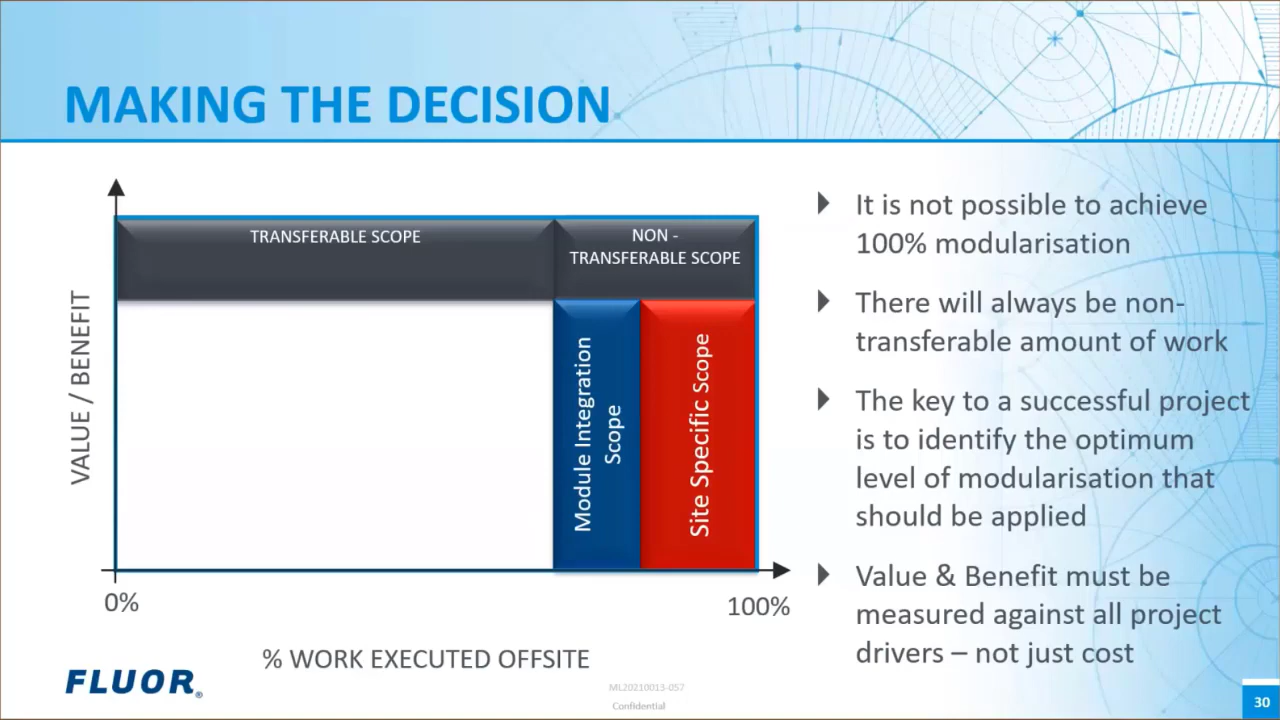 MAKING THE DECISION
VALUE / BENEFIT
TRANSFERABLE SCOPE
NON -
TRANSFERABLE SCOPE
Module Integration
Scope
Site Specific Scope
0%
100%
% WORK EXECUTED OFFSITE
It is not possible to achieve
100% modularisation
There will always be non-
transferable amount of work
The key to a successful project
is to identify the optimum
level of modularisation that
should be applied
Value & Benefit must be
measured against all project
drivers – not just cost
FLUOR®
ML20210013-057
Confidential
30